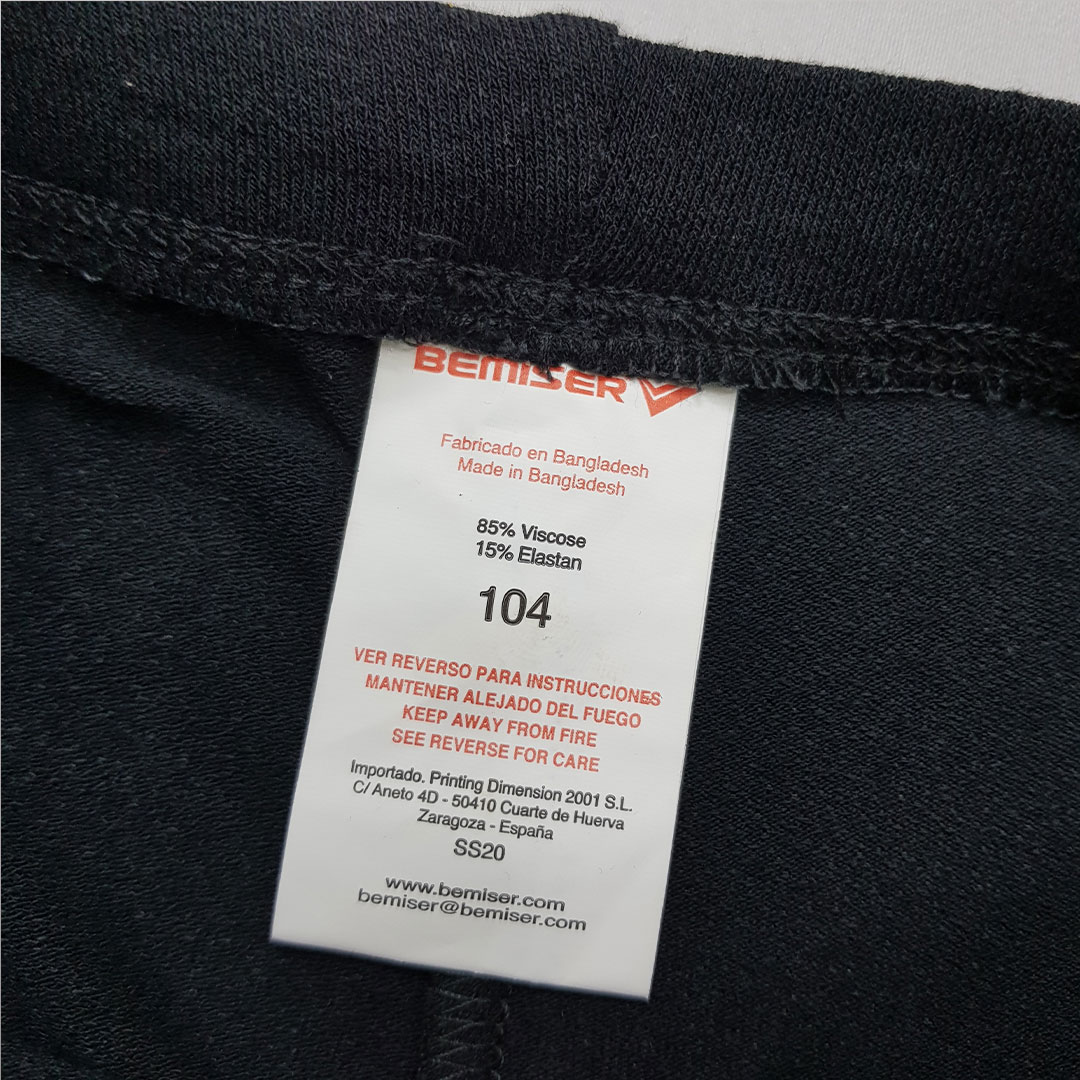 BEMISER
Fabricado en Bangladesh
Made in Bangladesh
85% Viscose
15% Elastan
104
VER REVERSO PARA INSTRUCCIONES
MANTENER ALEJADO DEL FUEGO
KEEP AWAY FROM FIRE
SEE REVERSE FOR CARE
Importado. Printing Dimension 2001 S.L.
C/ Aneto 4D - 50410 Cuarte de Huerva
Zaragoza - España
SS20
www.bemiser.com
bemiser@bemiser.com